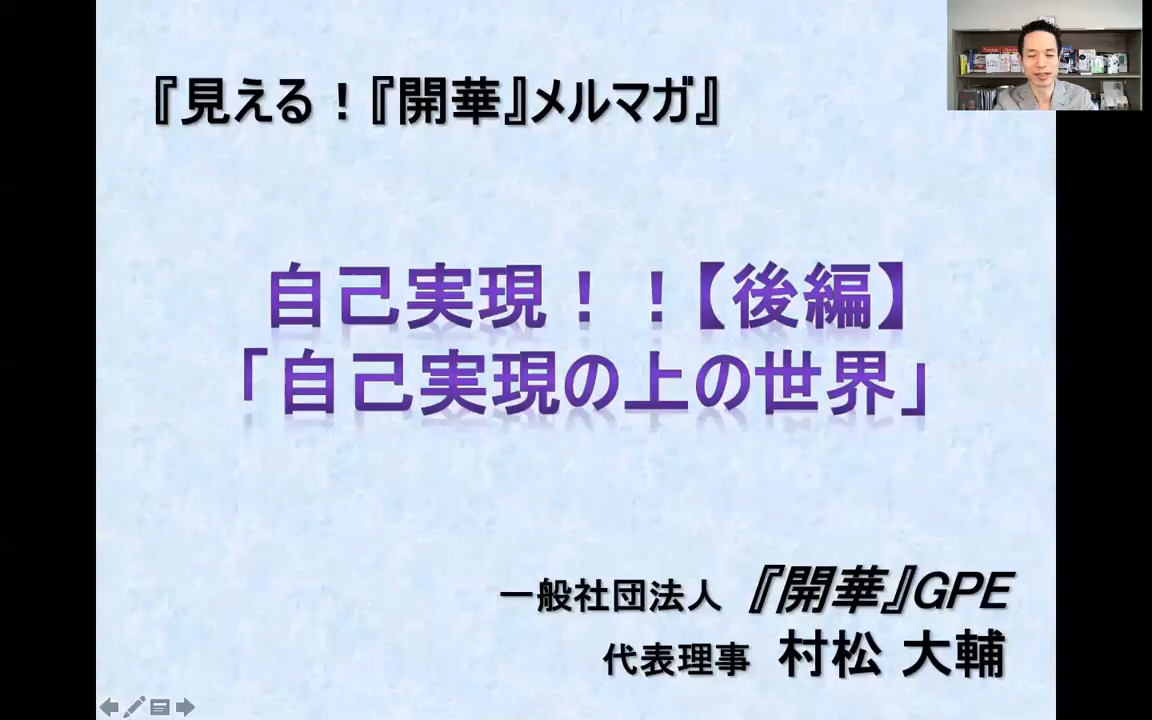 『見える！『開華』メルマガ』
自己実現！！【後編】
「自己実現の上の世界」
一般社団法人 『開華』GPE
代表理事 村松 大輔